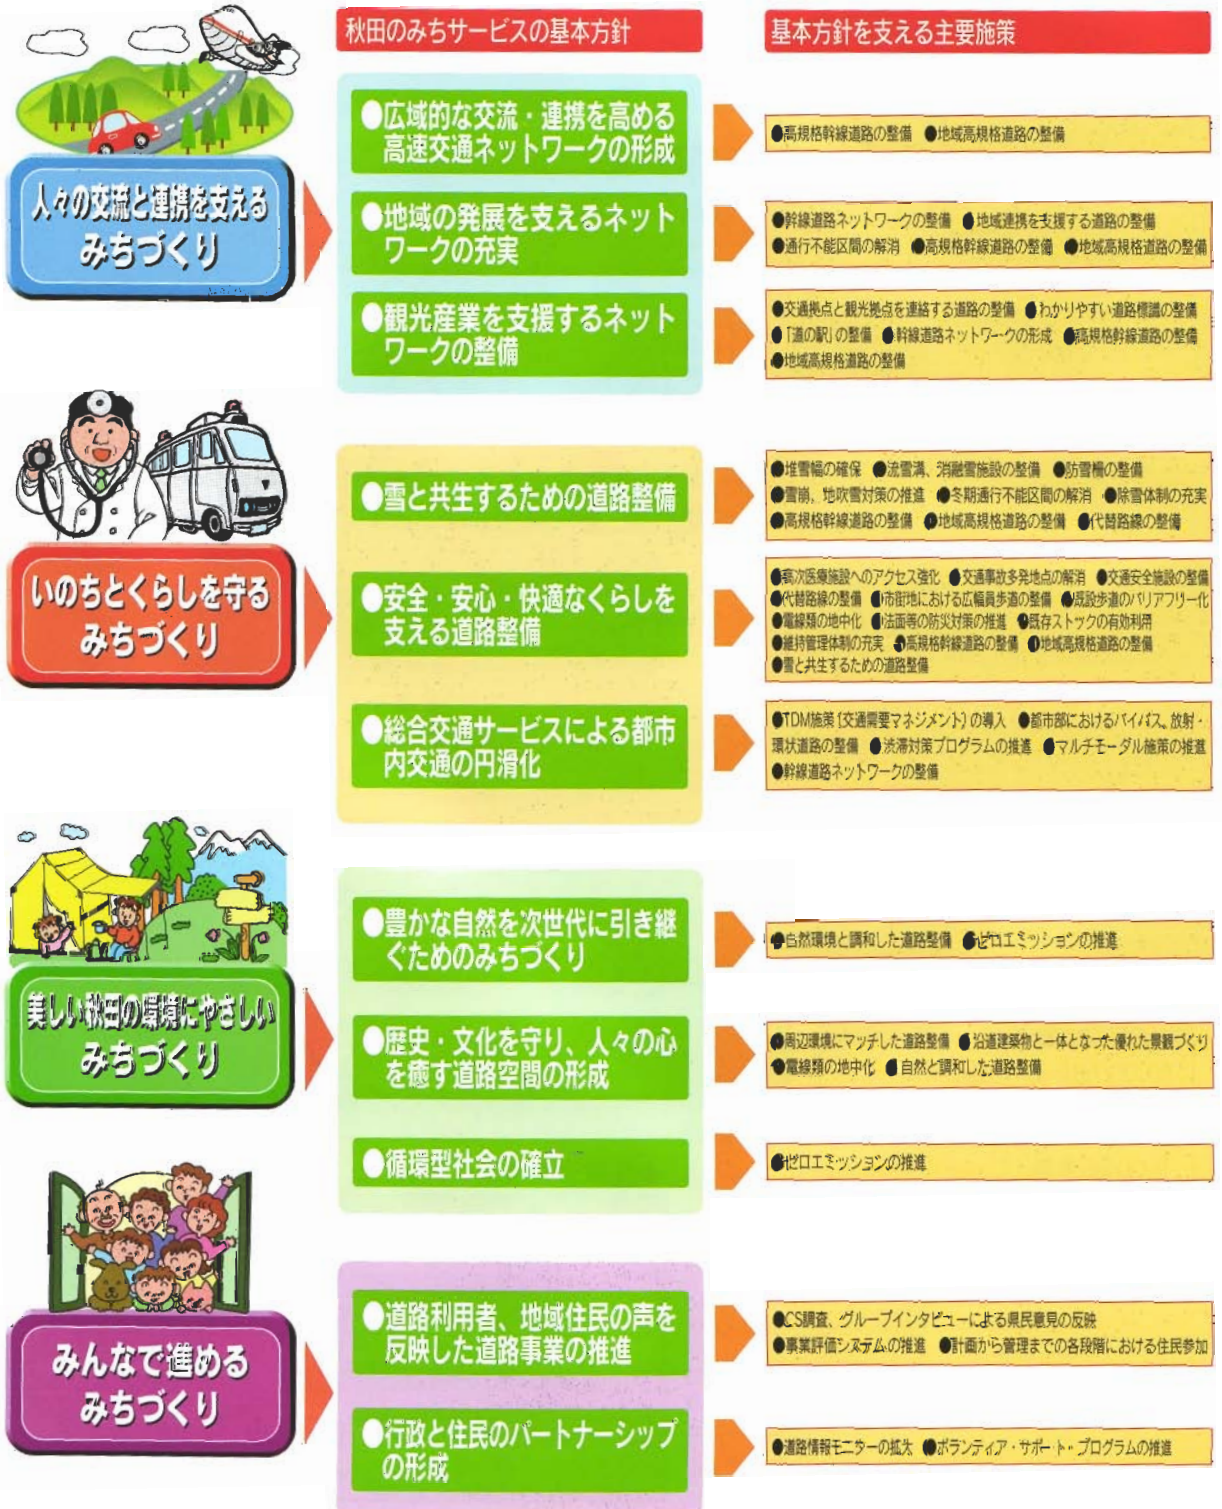 秋田のみちサービスの基本方針
基本方針を支える主要施策
人々の交流と連携を支える
みちづくり
●広域的な交流・連携を高める
高速交通ネットワークの形成
●高規格幹線道路の整備 ●地域高規格道路の整備
●地域の発展を支えるネット
ワークの充実
●幹線道路ネットワークの整備 ●地域連携を支援する道路の整備
●通行不能区間の解消 ●高規格幹線道路の整備 ●地域高規格道路の整備
●観光産業を支援するネット
ワークの整備
●交通拠点と観光拠点を連絡する道路の整備 ●わかりやすい道路標識の整備
●「道の駅」の整備 ●幹線道路ネットワークの形成 ●高規格幹線道路の整備
●地域高規格道路の整備
いのちとくらしを守る
みちづくり
●雪と共生するための道路整備
●堆雪幅の確保 ●流雪溝、消融雪施設の整備 ●防雪柵の整備
●雪崩、地吹雪対策の推進 ●冬期通行不能区間の解消 ●除雪体制の充実
●高規格幹線道路の整備 ●地域高規格道路の整備 ●代替路線の整備
●安全・安心・快適なくらしを
支える道路整備
●高次医療施設へのアクセス強化 ●交通事故多発地点の解消 ●交通安全施設の整備
●代替路線の整備 ●市街地における広幅員歩道の整備 ●既設歩道のバリアフリー化
●電線類の地中化 ●法面等の防災対策の推進 ●既存ストックの有効利用
●維持管理体制の充実 ●高規格幹線道路の整備 ●地域高規格道路の整備
●雪と共生するための道路整備
●総合交通サービスによる都市
内交通の円滑化
●TDM施策(交通需要マネジメント)の導入 ●都市部におけるバイパス、放射・
環状道路の整備 ●渋滞対策プログラムの推進 ●マルチモーダル施策の推進
●幹線道路ネットワークの整備
美しい秋田の環境にやさしい
みちづくり
●豊かな自然を次世代に引き継
ぐためのみちづくり
●自然環境と調和した道路整備 ●ゼロエミッションの推進
●歴史・文化を守り、人々の心
を癒す道路空間の形成
●周辺環境にマッチした道路整備 ●沿道建築物と一体となった優れた景観づくり
●電線類の地中化 ●自然と調和した道路整備
●循環型社会の確立
●ゼロエミッションの推進
みんなで進める
みちづくり
●道路利用者、地域住民の声を
反映した道路事業の推進
●CS調査、グループインタビューによる県民意見の反映
●事業評価システムの推進 ●計画から管理までの各段階における住民参加
●行政と住民のパートナーシップ
の形成
●道路情報モニターの拡大 ●ボランティア・サポート・プログラムの推進